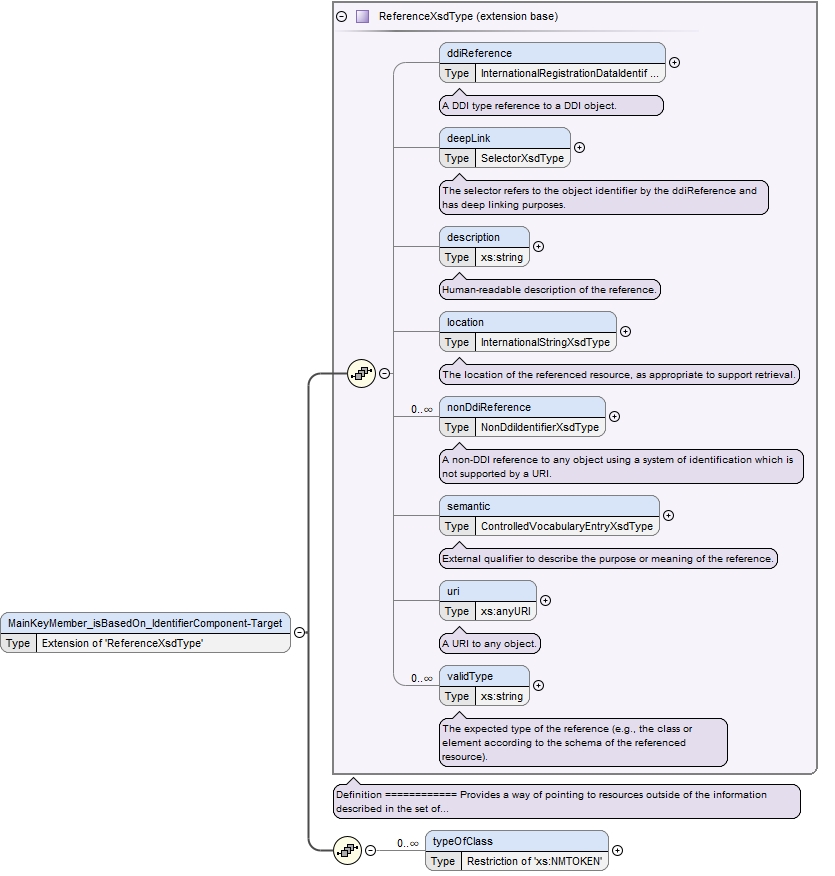 ReferenceXsdType (extension base)
ddiReference
Type InternationalRegistrationDataIdentif ...
A DDI type reference to a DDI object.
deepLink
Type SelectorXsdType
The selector refers to the object identifier by the ddiReference and
has deep linking purposes.
description
Type xs:string
Human-readable description of the reference.
location
Type InternationalStringXsdType
The location of the referenced resource, as appropriate to support retrieval.
0..∞
nonDdiReference
Type NonDdiIdentifierXsdType
A non-DDI reference to any object using a system of identification which is
not supported by a URI.
semantic
Type ControlledVocabularyEntryXsdType
External qualifier to describe the purpose or meaning of the reference.
uri
Type xs:anyURI
A URI to any object.
MainKeyMember_isBasedOn_IdentifierComponent-Target
Type Extension of 'ReferenceXsdType'
0..∞
validType
Type xs:string
The expected type of the reference (e.g., the class or
element according to the schema of the referenced
resource).
Definition ============ Provides a way of pointing to resources outside of the information
described in the set of...
0..∞
typeOfClass
Type Restriction of 'xs:NMTOKEN'